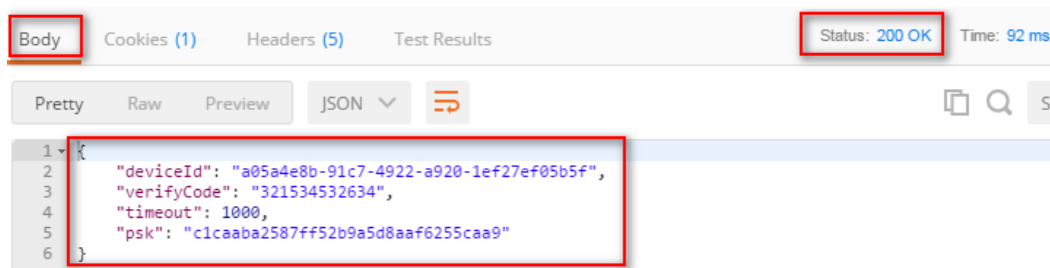 Body Cookies (1) Headers (5) Test Results Status: 200 OK Time: 92 ms
Pretty Raw Preview JSON S
1 {
2 "deviceId": "a05a4e8b-91c7-4922-a920-1ef27ef05b5f",
3 "verifyCode": "321534532634",
4 "timeout": 1000,
5 "psk": "c1caaba2587ff52b9a5d8aaf6255caa9"
6 }